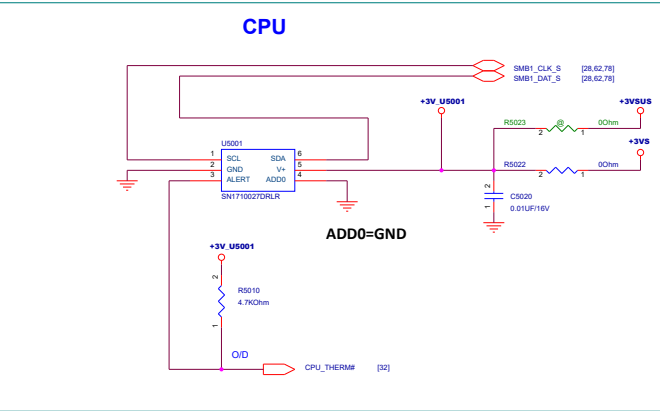 CPU
SMB1_CLK_S [28,62,78]
SMB1_DAT_S [28,62,78]
+3V_U5001
+3VSUS
R5023 @ 0Ohm
2 1
+3VS
U5001
R5022 0Ohm
2 1
1 SCL SDA 6
2 GND V+ 5
3 ALERT ADD0 4
SN1710027DRLR
2
C5020
1 0.01UF/16V
ADD0=GND
+3V_U5001
2
R5010
4.7KOhm
1
O/D
CPU_THERM# [32]